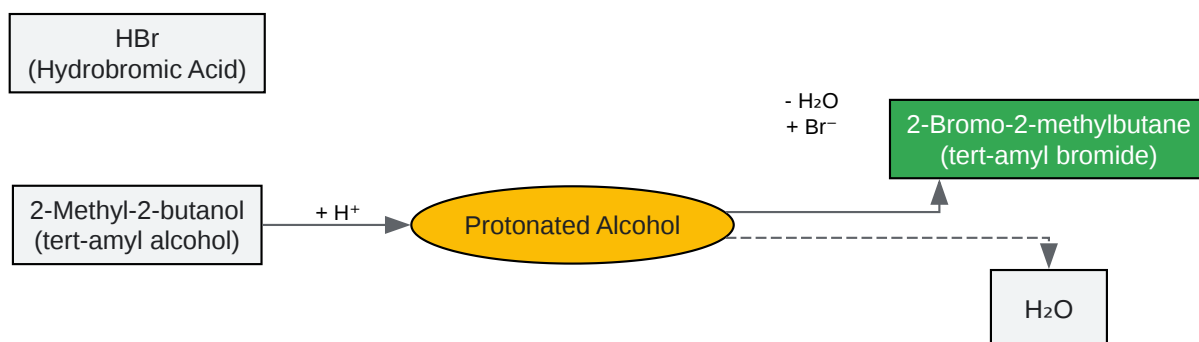 HBr
(Hydrobromic Acid)
- H₂O
+ Br⁻
2-Bromo-2-methylbutane
(tert-amyl bromide)
2-Methyl-2-butanol
(tert-amyl alcohol)
+ H⁺
Protonated Alcohol
H₂O